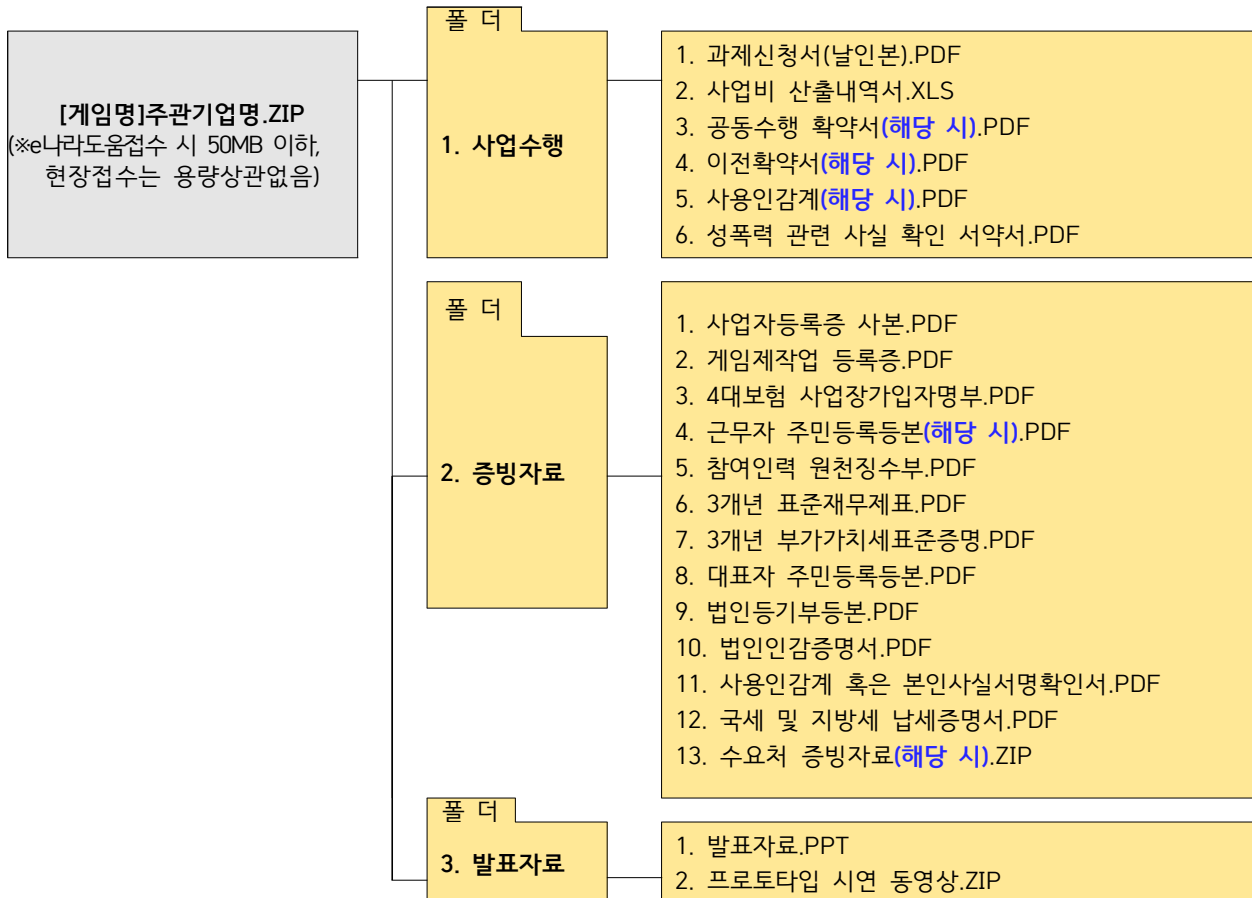 [게임명]주관기업명.ZIP
(※e나라도움접수 시 50MB 이하,
현장접수는 용량상관없음)
폴 더
1. 사업수행
1. 과제신청서(날인본).PDF
2. 사업비 산출내역서.XLS
3. 공동수행 확약서(해당 시).PDF
4. 이전확약서(해당 시).PDF
5. 사용인감계(해당 시).PDF
6. 성폭력 관련 사실 확인 서약서.PDF
폴 더
2. 증빙자료
1. 사업자등록증 사본.PDF
2. 게임제작업 등록증.PDF
3. 4대보험 사업장가입자명부.PDF
4. 근무자 주민등록등본(해당 시).PDF
5. 참여인력 원천징수부.PDF
6. 3개년 표준재무제표.PDF
7. 3개년 부가가치세표준증명.PDF
8. 대표자 주민등록등본.PDF
9. 법인등기부등본.PDF
10. 법인인감증명서.PDF
11. 사용인감계 혹은 본인사실서명확인서.PDF
12. 국세 및 지방세 납세증명서.PDF
13. 수요처 증빙자료(해당 시).ZIP
폴 더
3. 발표자료
1. 발표자료.PPT
2. 프로토타입 시연 동영상.ZIP